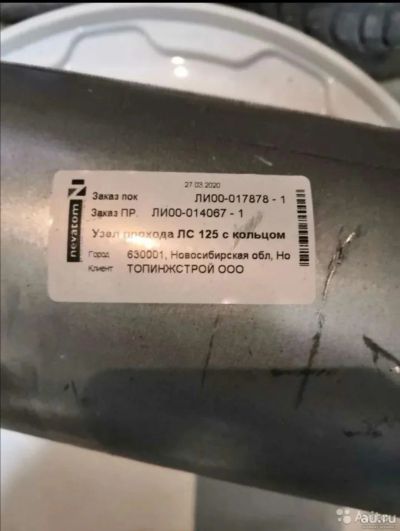 27.03.2020
nevatom
Заказ пок ЛИ00-017878 - 1
Заказ ПР. ЛИ00-014067 - 1
Узел прохода ЛС 125 с кольцом
Город 630001, Новосибирская обл, Но
Клиент ТОПИНЖСТРОЙ ООО